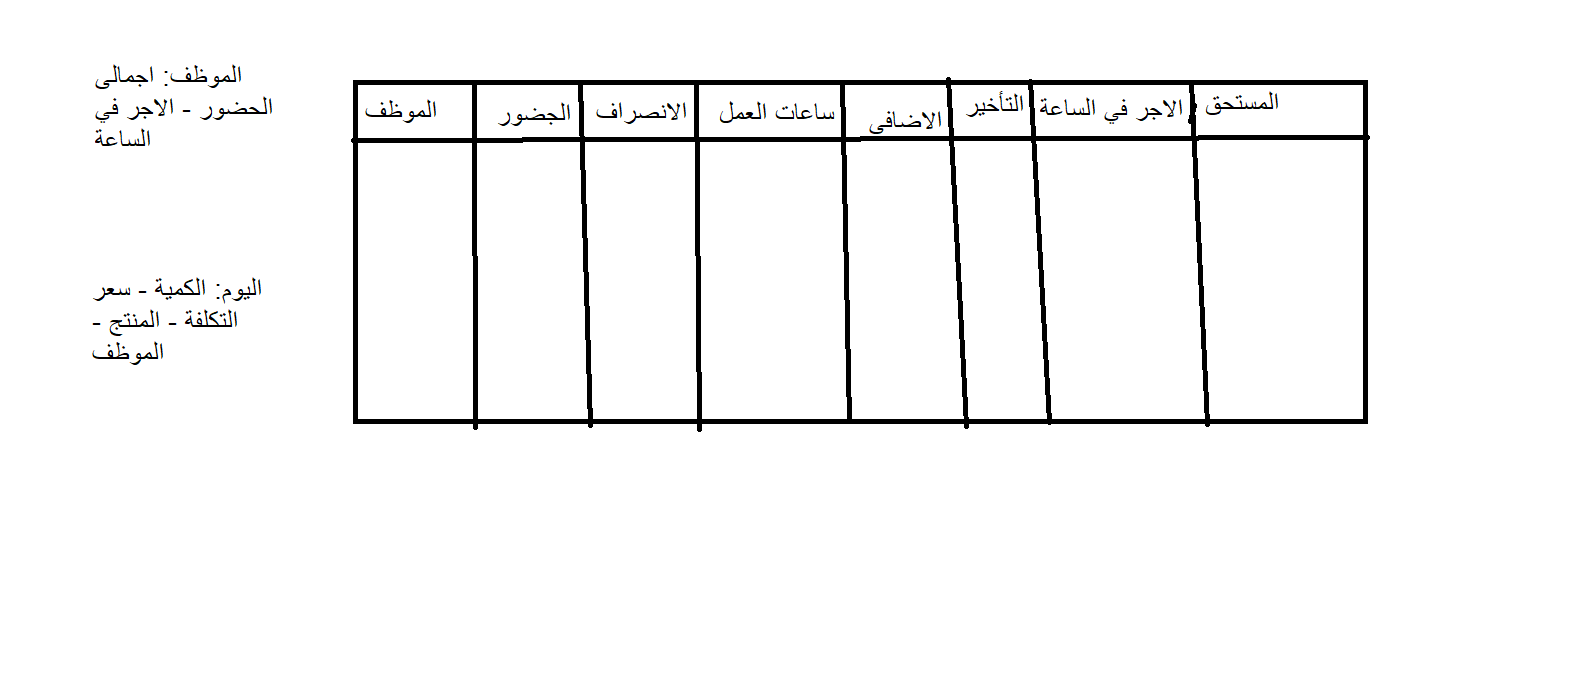 الموظف: اجمالى
الحضور - الاجر في
الساعة
الموظف
الجضور
الانصراف
ساعات العمل
الاضافى
التأخير
الاجر في الساعة
المستحق
اليوم: الكمية - سعر
التكلفة - المنتج -
الموظف